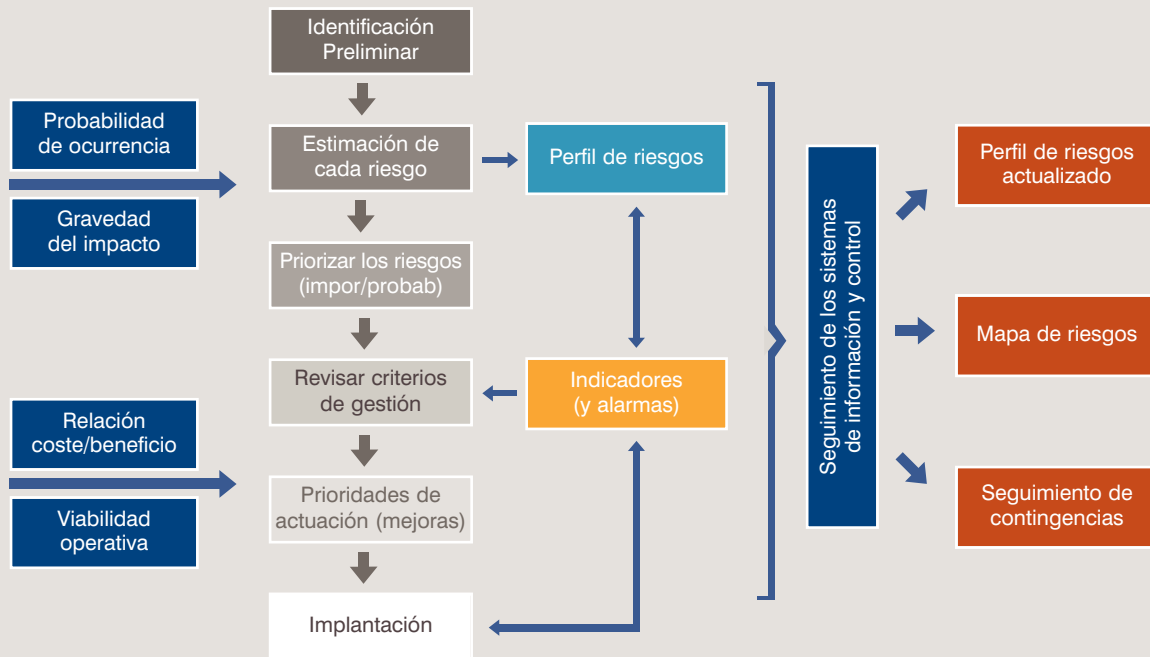 Identificación
Preliminar
Probabilidad
de ocurrencia
Gravedad
del impacto
Estimación de
cada riesgo
Perfil de riesgos
Priorizar los riesgos
(impor/probab)
Revisar criterios
de gestión
Indicadores
(y alarmas)
Relación
coste/beneficio
Viabilidad
operativa
Prioridades de
actuación (mejoras)
Implantación
Seguimiento de los sistemas
de información y control
Perfil de riesgos
actualizado
Mapa de riesgos
Seguimiento de
contingencias